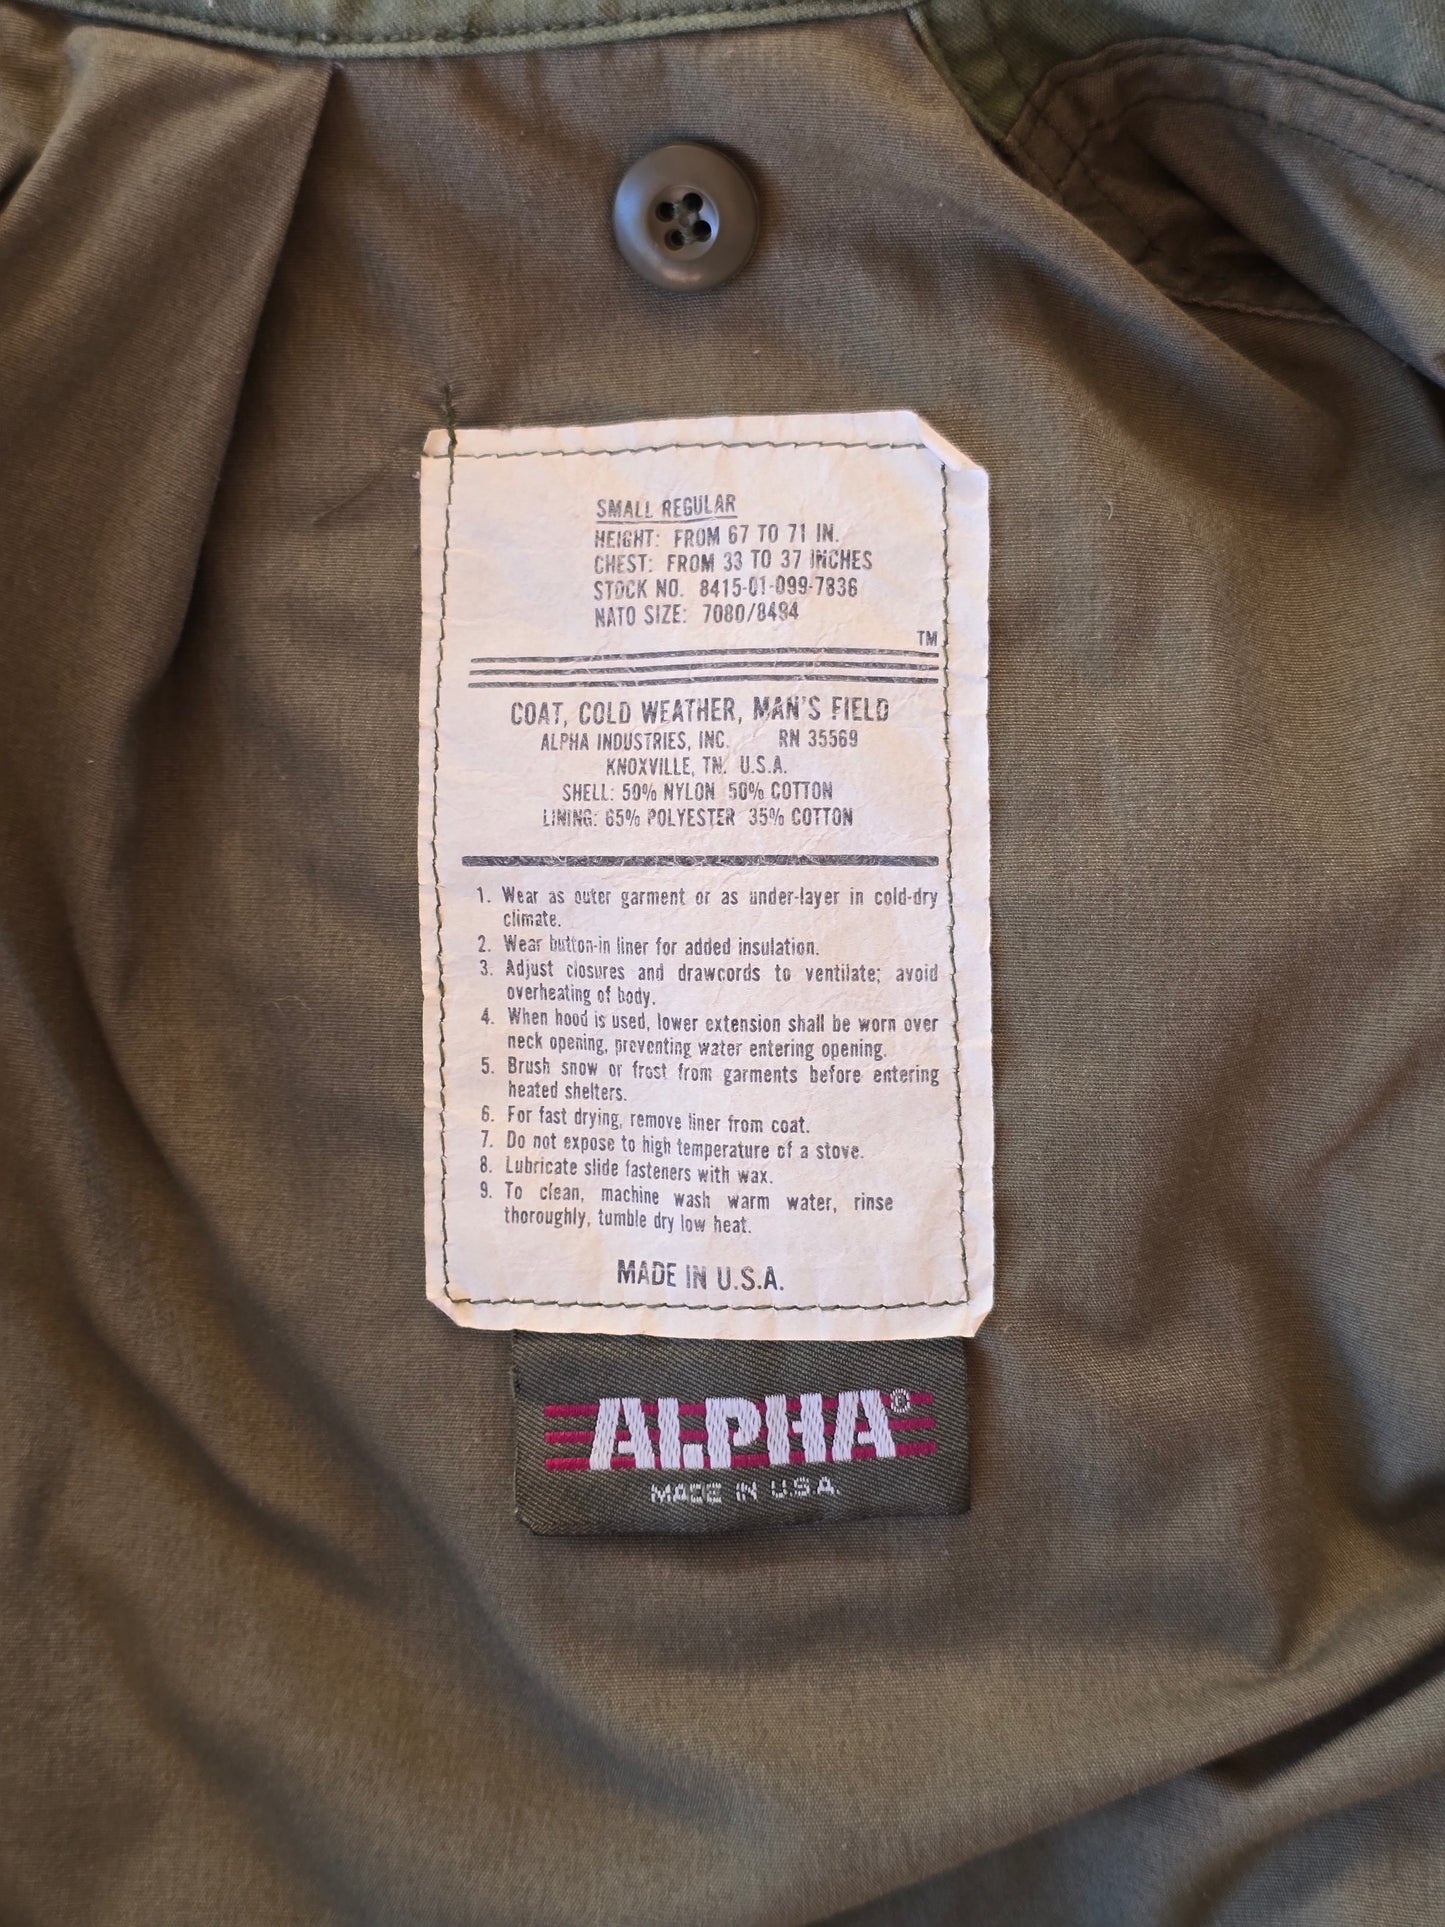 SMALL REGULAR
HEIGHT: FROM 67 TO 71 IN.
CHEST: FROM 33 TO 37 INCHES
STOCK NO. 8415-01-099-7836
NATO SIZE: 7080/8494
TM
COAT, COLD WEATHER, MAN'S FIELD
ALPHA INDUSTRIES, INC. RN 35569
KNOXVILLE, TN. U.S.A.
SHELL: 50% NYLON 50% COTTON
LINING: 65% POLYESTER 35% COTTON
1. Wear as outer garment or as under-layer in cold-dry
climate.
2. Wear button-in liner for added insulation.
3. Adjust closures and drawcords to ventilate; avoid
overheating of body.
4. When hood is used, lower extension shall be worn over
neck opening, preventing water entering opening.
5. Brush snow or frost from garments before entering
heated shelters.
6. For fast drying, remove liner from coat.
7. Do not expose to high temperature of a stove.
8. Lubricate slide fasteners with wax.
9. To clean, machine wash warm water, rinse
thoroughly, tumble dry low heat.
MADE IN U.S.A.
ALPHA®
MADE IN U.S.A.